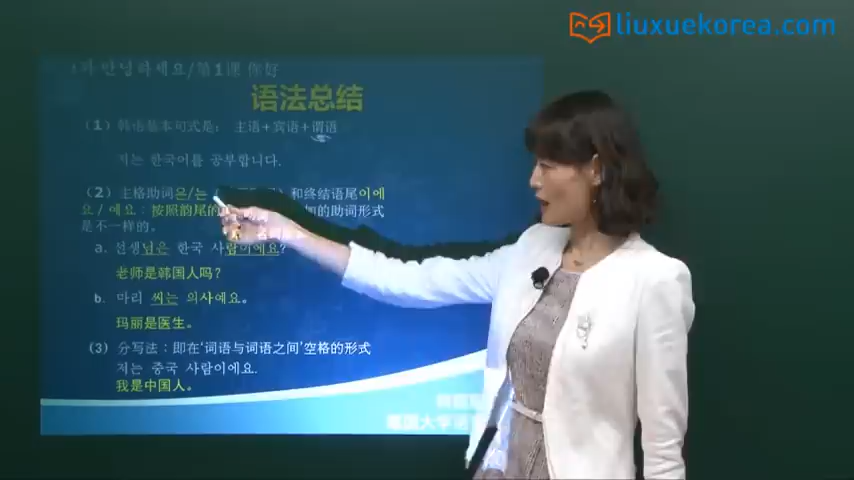 liuxuekorea.com
안녕하세요/第1课 你好
语法总结
(1) 韩语基本句式是: 主语+宾语+谓语
저는 한국어를 공부합니다.
(2) 主格助词은/는 和终结语尾이에
요/예요: 按照韵尾的 加的助词形式
是不一样的。
a. 선생님은 한국 사람이에요?
老师是韩国人吗?
b. 마리 씨는 의사예요.
玛丽是医生。
(3) 分写法: 即在'词语与词语之间'空格的形式
저는 중국 사람이에요.
我是中国人。